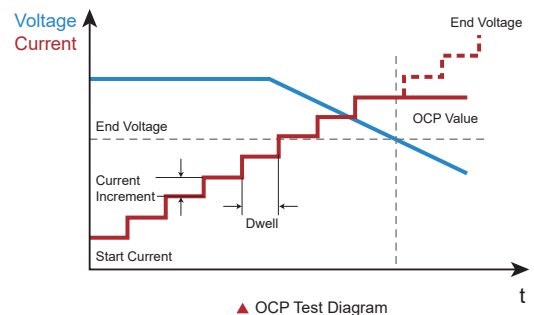 Voltage
Current
End Voltage
OCP Value
End Voltage
Current
Increment
Dwell
Start Current
t
▲ OCP Test Diagram